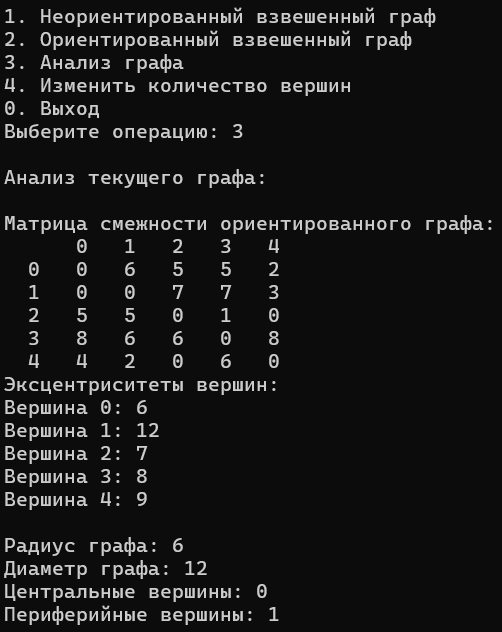 1. Неориентированный взвешенный граф
2. Ориентированный взвешенный граф
3. Анализ графа
4. Изменить количество вершин
0. Выход
Выберите операцию: 3
Анализ текущего графа:
Матрица смежности ориентированного графа:
0 1 2 3 4
0 0 6 5 5 2
1 0 0 7 7 3
2 5 5 0 1 0
3 8 6 6 0 8
4 4 2 0 6 0
Эксцентриситеты вершин:
Вершина 0: 6
Вершина 1: 12
Вершина 2: 7
Вершина 3: 8
Вершина 4: 9
Радиус графа: 6
Диаметр графа: 12
Центральные вершины: 0
Периферийные вершины: 1